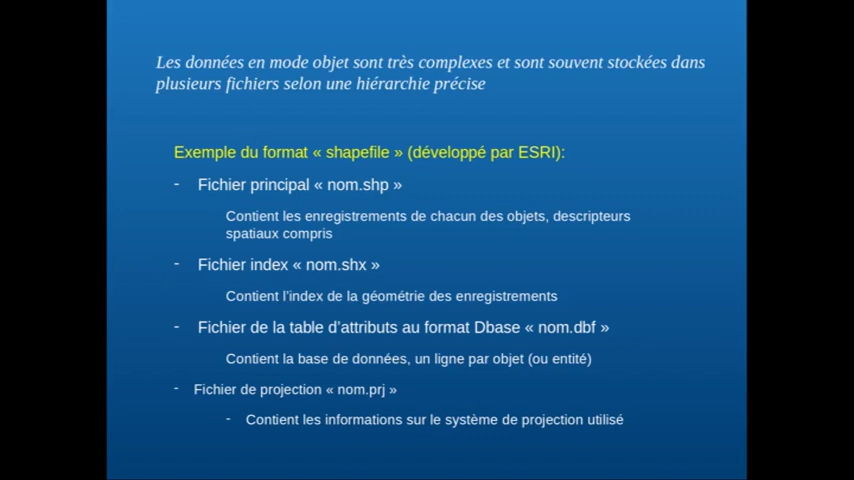 Les données en mode objet sont très complexes et sont souvent stockées dans
plusieurs fichiers selon une hiérarchie précise
Exemple du format « shapefile » (développé par ESRI):
- Fichier principal « nom.shp »
Contient les enregistrements de chacun des objets, descripteurs
spatiaux compris
- Fichier index « nom.shx »
Contient l'index de la géométrie des enregistrements
- Fichier de la table d'attributs au format Dbase « nom.dbf »
Contient la base de données, un ligne par objet (ou entité)
- Fichier de projection « nom.prj »
- Contient les informations sur le système de projection utilisé